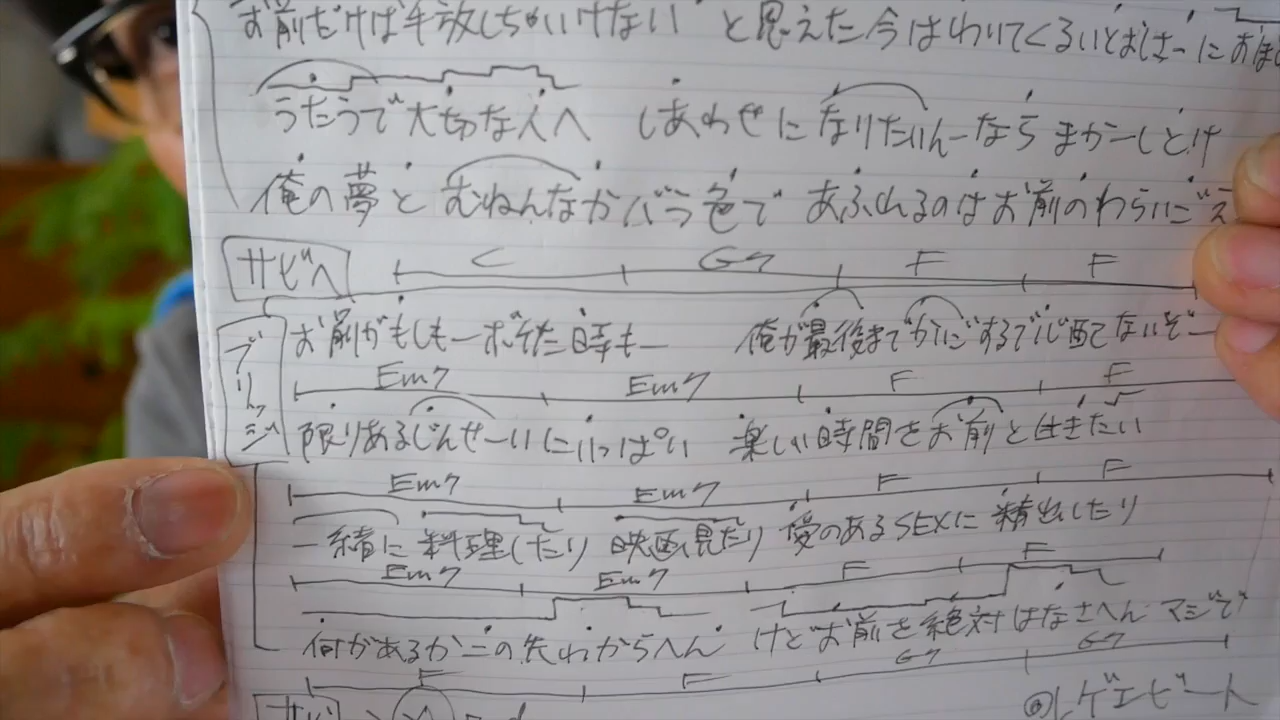 お前だけは手放しちゃいけない と思えた今はわいてくるいとおしさーにおぼ
うたうで大切な人へ しあわせになりたいんーなら まかーしとけ
俺の夢と むねんなかバラ色で あふれるのはお前のわらいごえ
サビへ C G7 F F
ブリッジ
お前がもしもーボケた時もー 俺が最後までかいごするで心配てないぞー
Em7 Em7 F F
限りあるじんせーいにいっぱい 楽しい時間をお前と生きたい
Em7 Em7 F F
一緒に料理したり 映画見たり 愛のあるSEXに精出したり
Em7 Em7 F F
何があるかこの先わからへん けどお前を絶対はなさへん マジで
F F G7 G7
サビ
レゲエビート